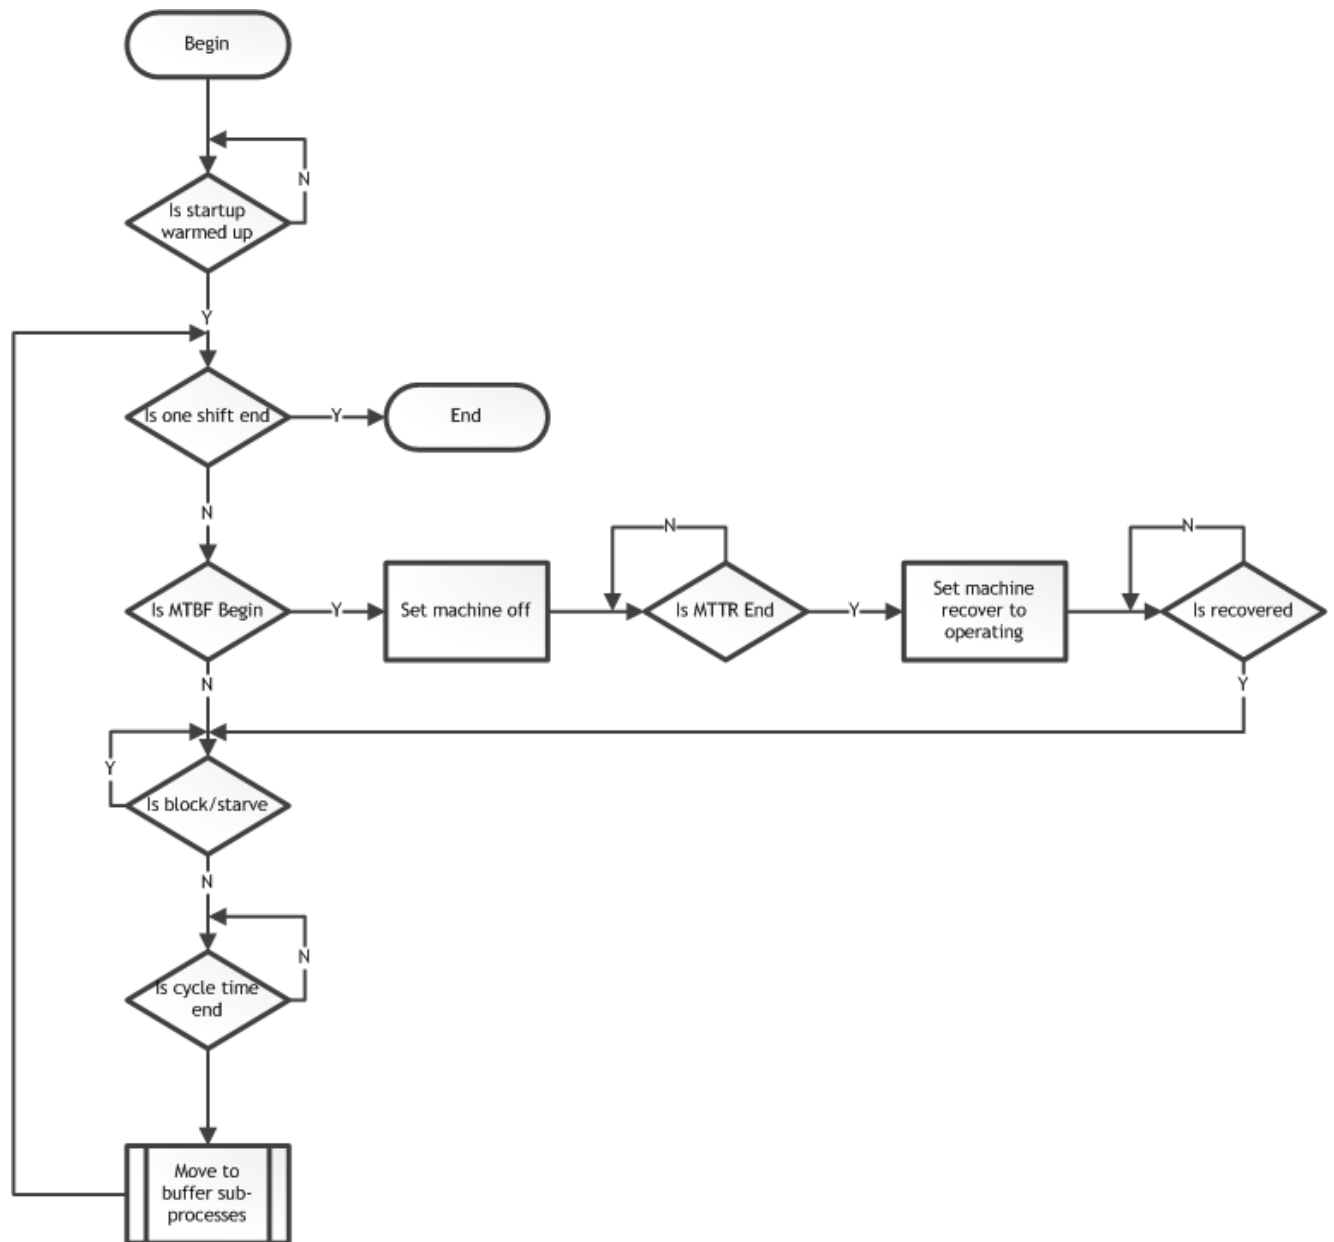 Begin
N
Is startup
warmed up
Y
Is one shift end
Y
End
N
N
N
Is MTBF Begin
Y
Set machine off
Is MTTR End
Y
Set machine
recover to
operating
Is recovered
N
Y
Y
Is block/starve
N
N
Is cycle time
end
Move to
buffer sub-
processes